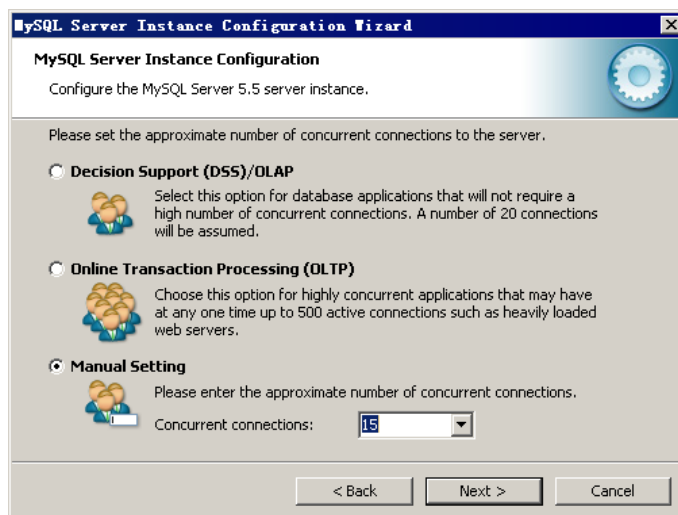 MySQL Server Instance Configuration Wizard
MySQL Server Instance Configuration
Configure the MySQL Server 5.5 server instance.
Please set the approximate number of concurrent connections to the server.
Decision Support (DSS)/OLAP
Select this option for database applications that will not require a
high number of concurrent connections. A number of 20 connections
will be assumed.
Online Transaction Processing (OLTP)
Choose this option for highly concurrent applications that may have
at any one time up to 500 active connections such as heavily loaded
web servers.
Manual Setting
Please enter the approximate number of concurrent connections.
Concurrent connections: 15
< Back Next > Cancel